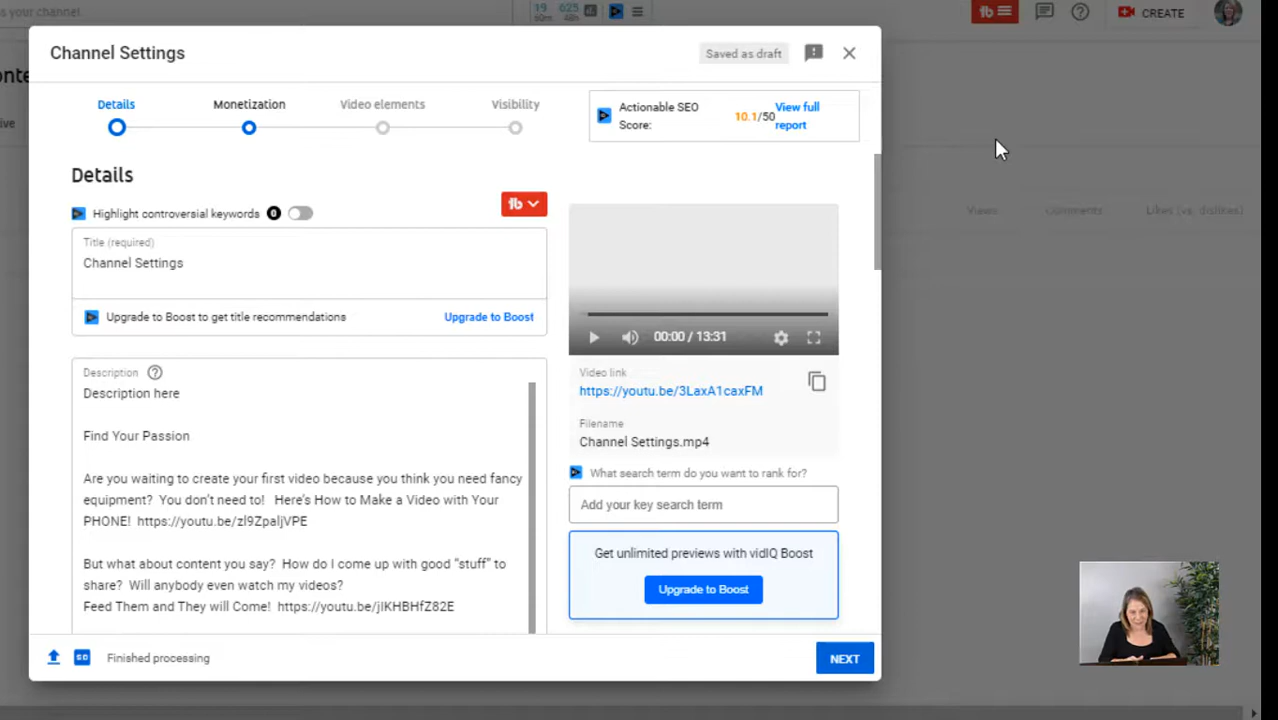 s your channel
19 625
60m 48h
CREATE
Channel Settings
Saved as draft
onte
ive
Details
Monetization
Video elements
Visibility
Actionable SEO
Score:
10.1/50
View full
report
Details
Highlight controversial keywords 0
Title (required)
Channel Settings
Upgrade to Boost to get title recommendations
Upgrade to Boost
Description
Description here
Find Your Passion
Are you waiting to create your first video because you think you need fancy
equipment? You don't need to! Here's How to Make a Video with Your
PHONE! https://youtu.be/zl9ZpaljVPE
But what about content you say? How do I come up with good "stuff" to
share? Will anybody even watch my videos?
Feed Them and They will Come! https://youtu.be/jIKHBHfZ82E
00:00 / 13:31
Video link
https://youtu.be/3LaxA1caxFM
Filename
Channel Settings.mp4
What search term do you want to rank for?
Add your key search term
Get unlimited previews with vidIQ Boost
Upgrade to Boost
Views
Comments
Likes (vs. dislikes)
SD
Finished processing
NEXT